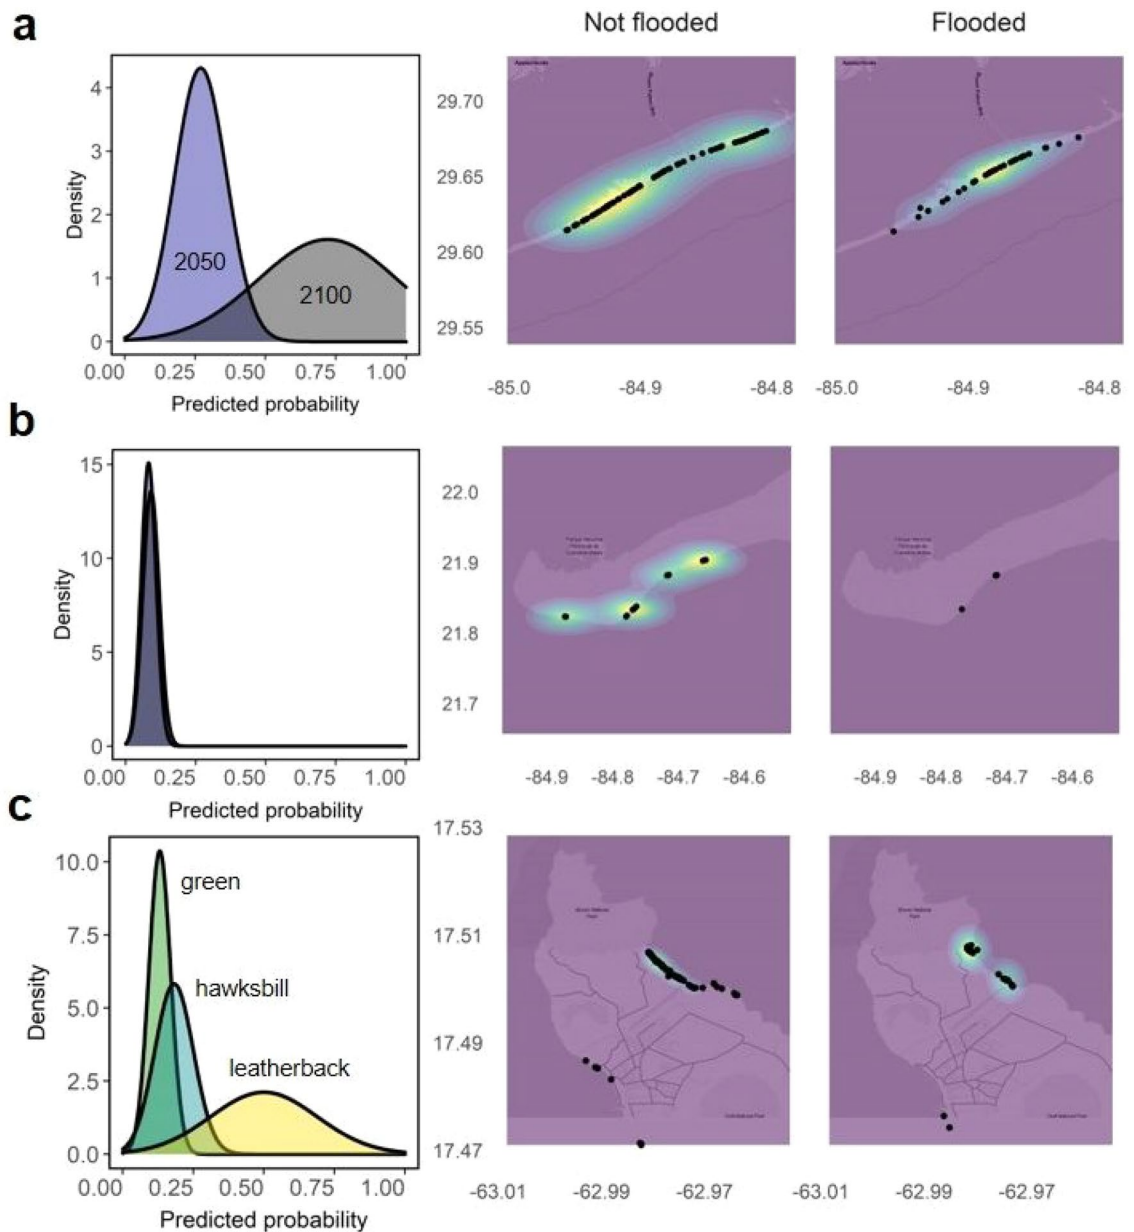 a
Not flooded
Flooded
4
3
2
1
0
Density
2050
2100
0.00 0.25 0.50 0.75 1.00
Predicted probability
29.70
29.65
29.60
29.55
-85.0 -84.9 -84.8
-85.0 -84.9 -84.8
b
15
10
5
0
Density
0.00 0.25 0.50 0.75 1.00
Predicted probability
22.0
21.9
21.8
21.7
-84.9 -84.8 -84.7 -84.6
-84.9 -84.8 -84.7 -84.6
c
10.0
7.5
5.0
2.5
0.0
Density
green
hawksbill
leatherback
0.00 0.25 0.50 0.75 1.00
Predicted probability
17.53
17.51
17.49
17.47
-63.01 -62.99 -62.97
-63.01 -62.99 -62.97